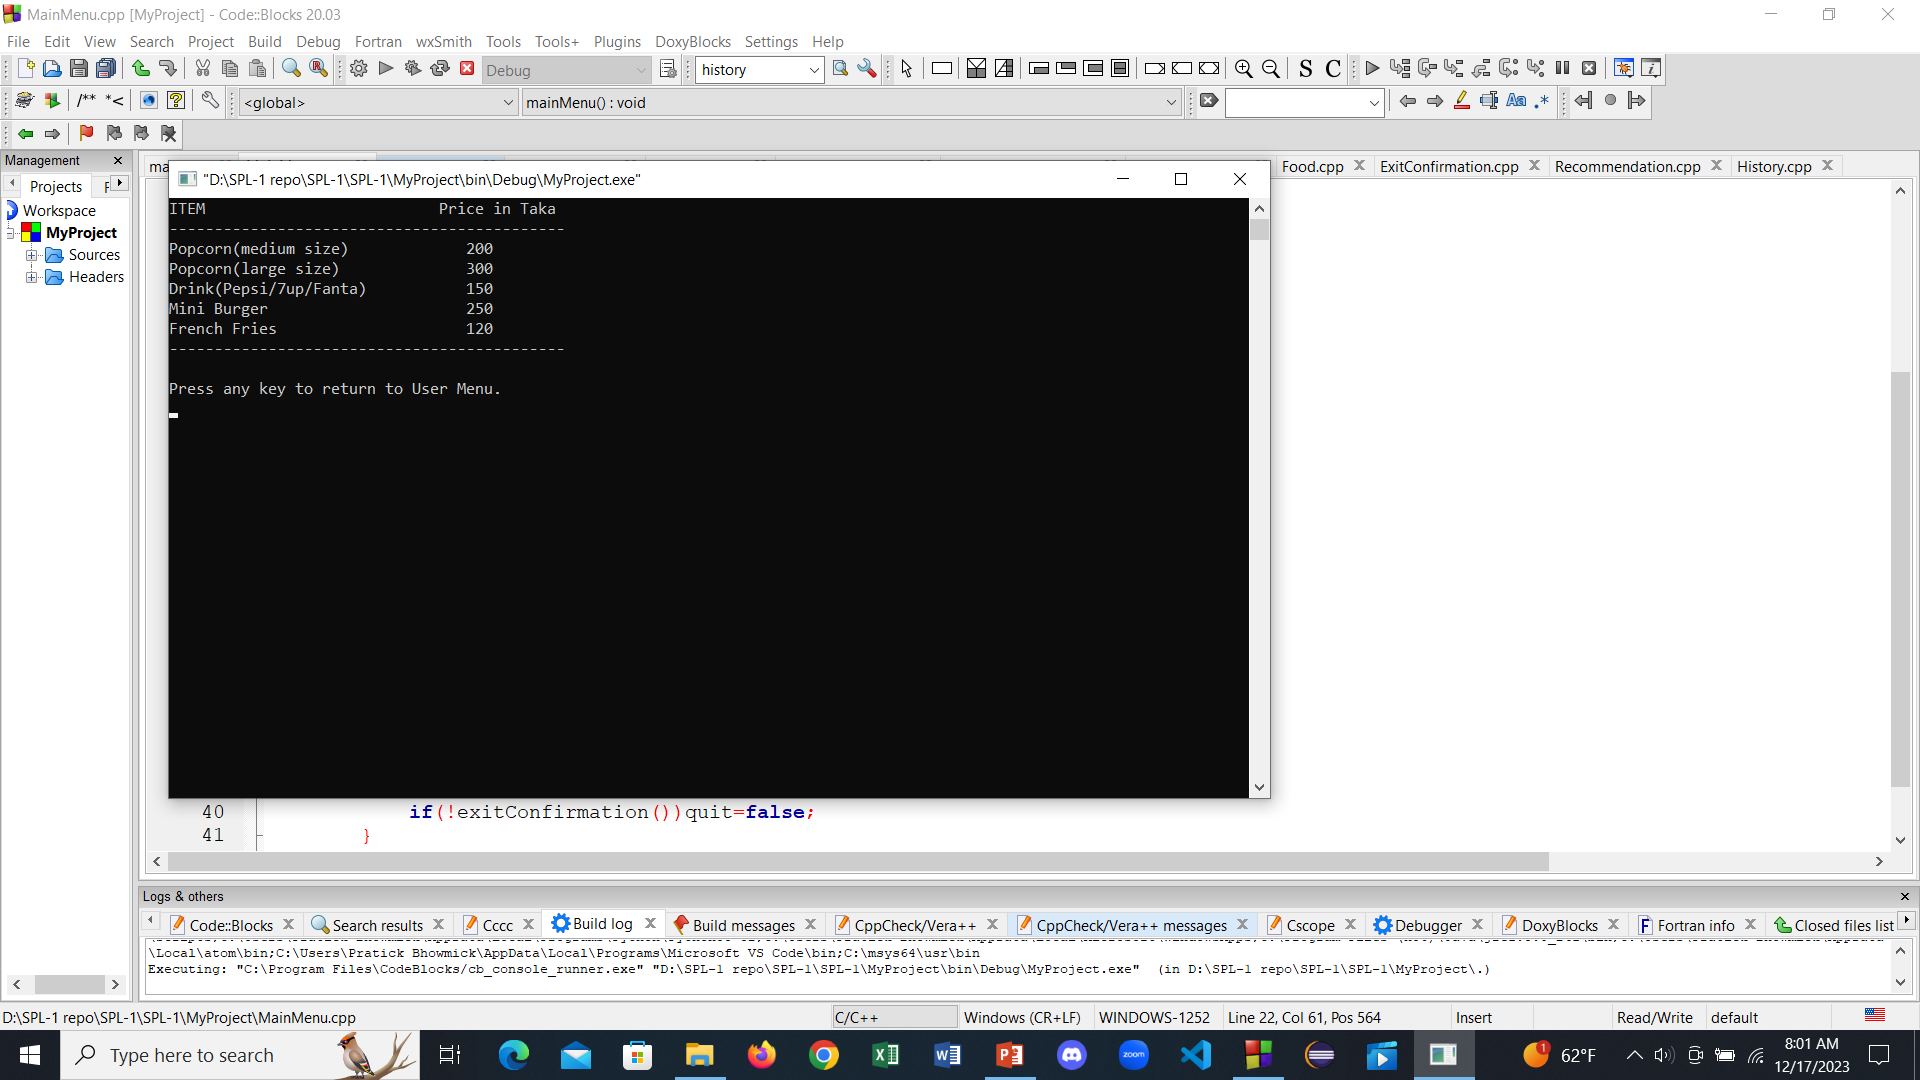 MainMenu.cpp [MyProject] - Code::Blocks 20.03
File Edit View Search Project Build Debug Fortran wxSmith Tools Tools+ Plugins DoxyBlocks Settings Help
Debug
history
S C
/** *<
<global>
mainMenu() : void
Aa .*
Management
Projects
Workspace
MyProject
Sources
Headers
Food.cpp
ExitConfirmation.cpp
Recommendation.cpp
History.cpp
"D:\SPL-1 repo\SPL-1\SPL-1\MyProject\bin\Debug\MyProject.exe"
ITEM Price in Taka
--------------------------------------------
Popcorn(medium size) 200
Popcorn(large size) 300
Drink(Pepsi/7up/Fanta) 150
Mini Burger 250
French Fries 120
--------------------------------------------
Press any key to return to User Menu.
40 if(!exitConfirmation())quit=false;
41 }
Logs & others
Code::Blocks
Search results
Cccc
Build log
Build messages
CppCheck/Vera++
CppCheck/Vera++ messages
Cscope
Debugger
DoxyBlocks
Fortran info
Closed files list
\Local\atom\bin;C:\Users\Pratick Bhowmick\AppData\Local\Programs\Microsoft VS Code\bin;C:\msys64\usr\bin
Executing: "C:\Program Files\CodeBlocks/cb_console_runner.exe" "D:\SPL-1 repo\SPL-1\SPL-1\MyProject\bin\Debug\MyProject.exe" (in D:\SPL-1 repo\SPL-1\SPL-1\MyProject\.)
D:\SPL-1 repo\SPL-1\SPL-1\MyProject\MainMenu.cpp
C/C++
Windows (CR+LF)
WINDOWS-1252
Line 22, Col 61, Pos 564
Insert
Read/Write
default
Type here to search
zoom
1
62°F
8:01 AM
12/17/2023